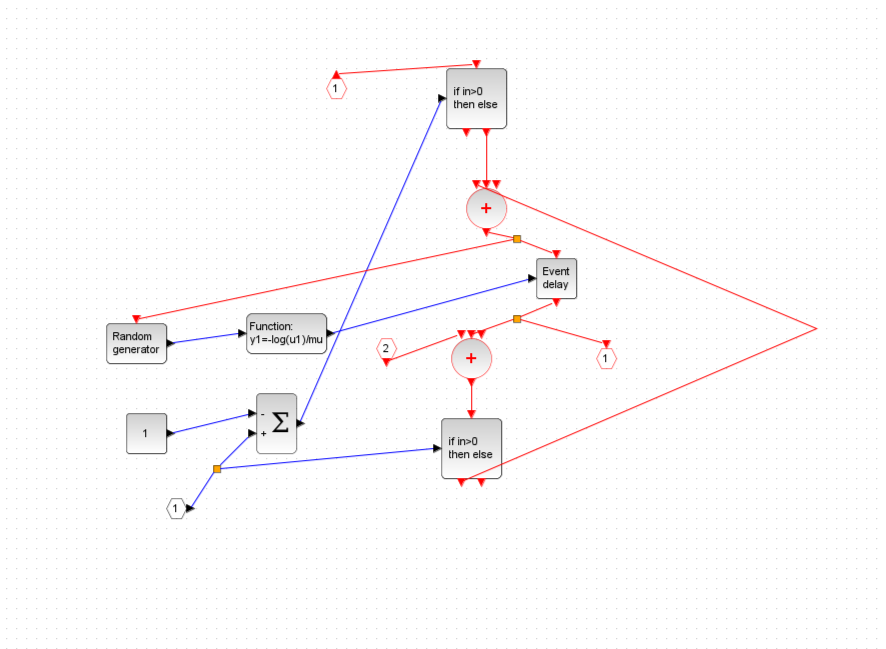 1
if in>0
then else
+
Event
delay
Random
generator
Function:
y1=-log(u1)/mu
2
+
1
1
-
+
Σ
if in>0
then else
1